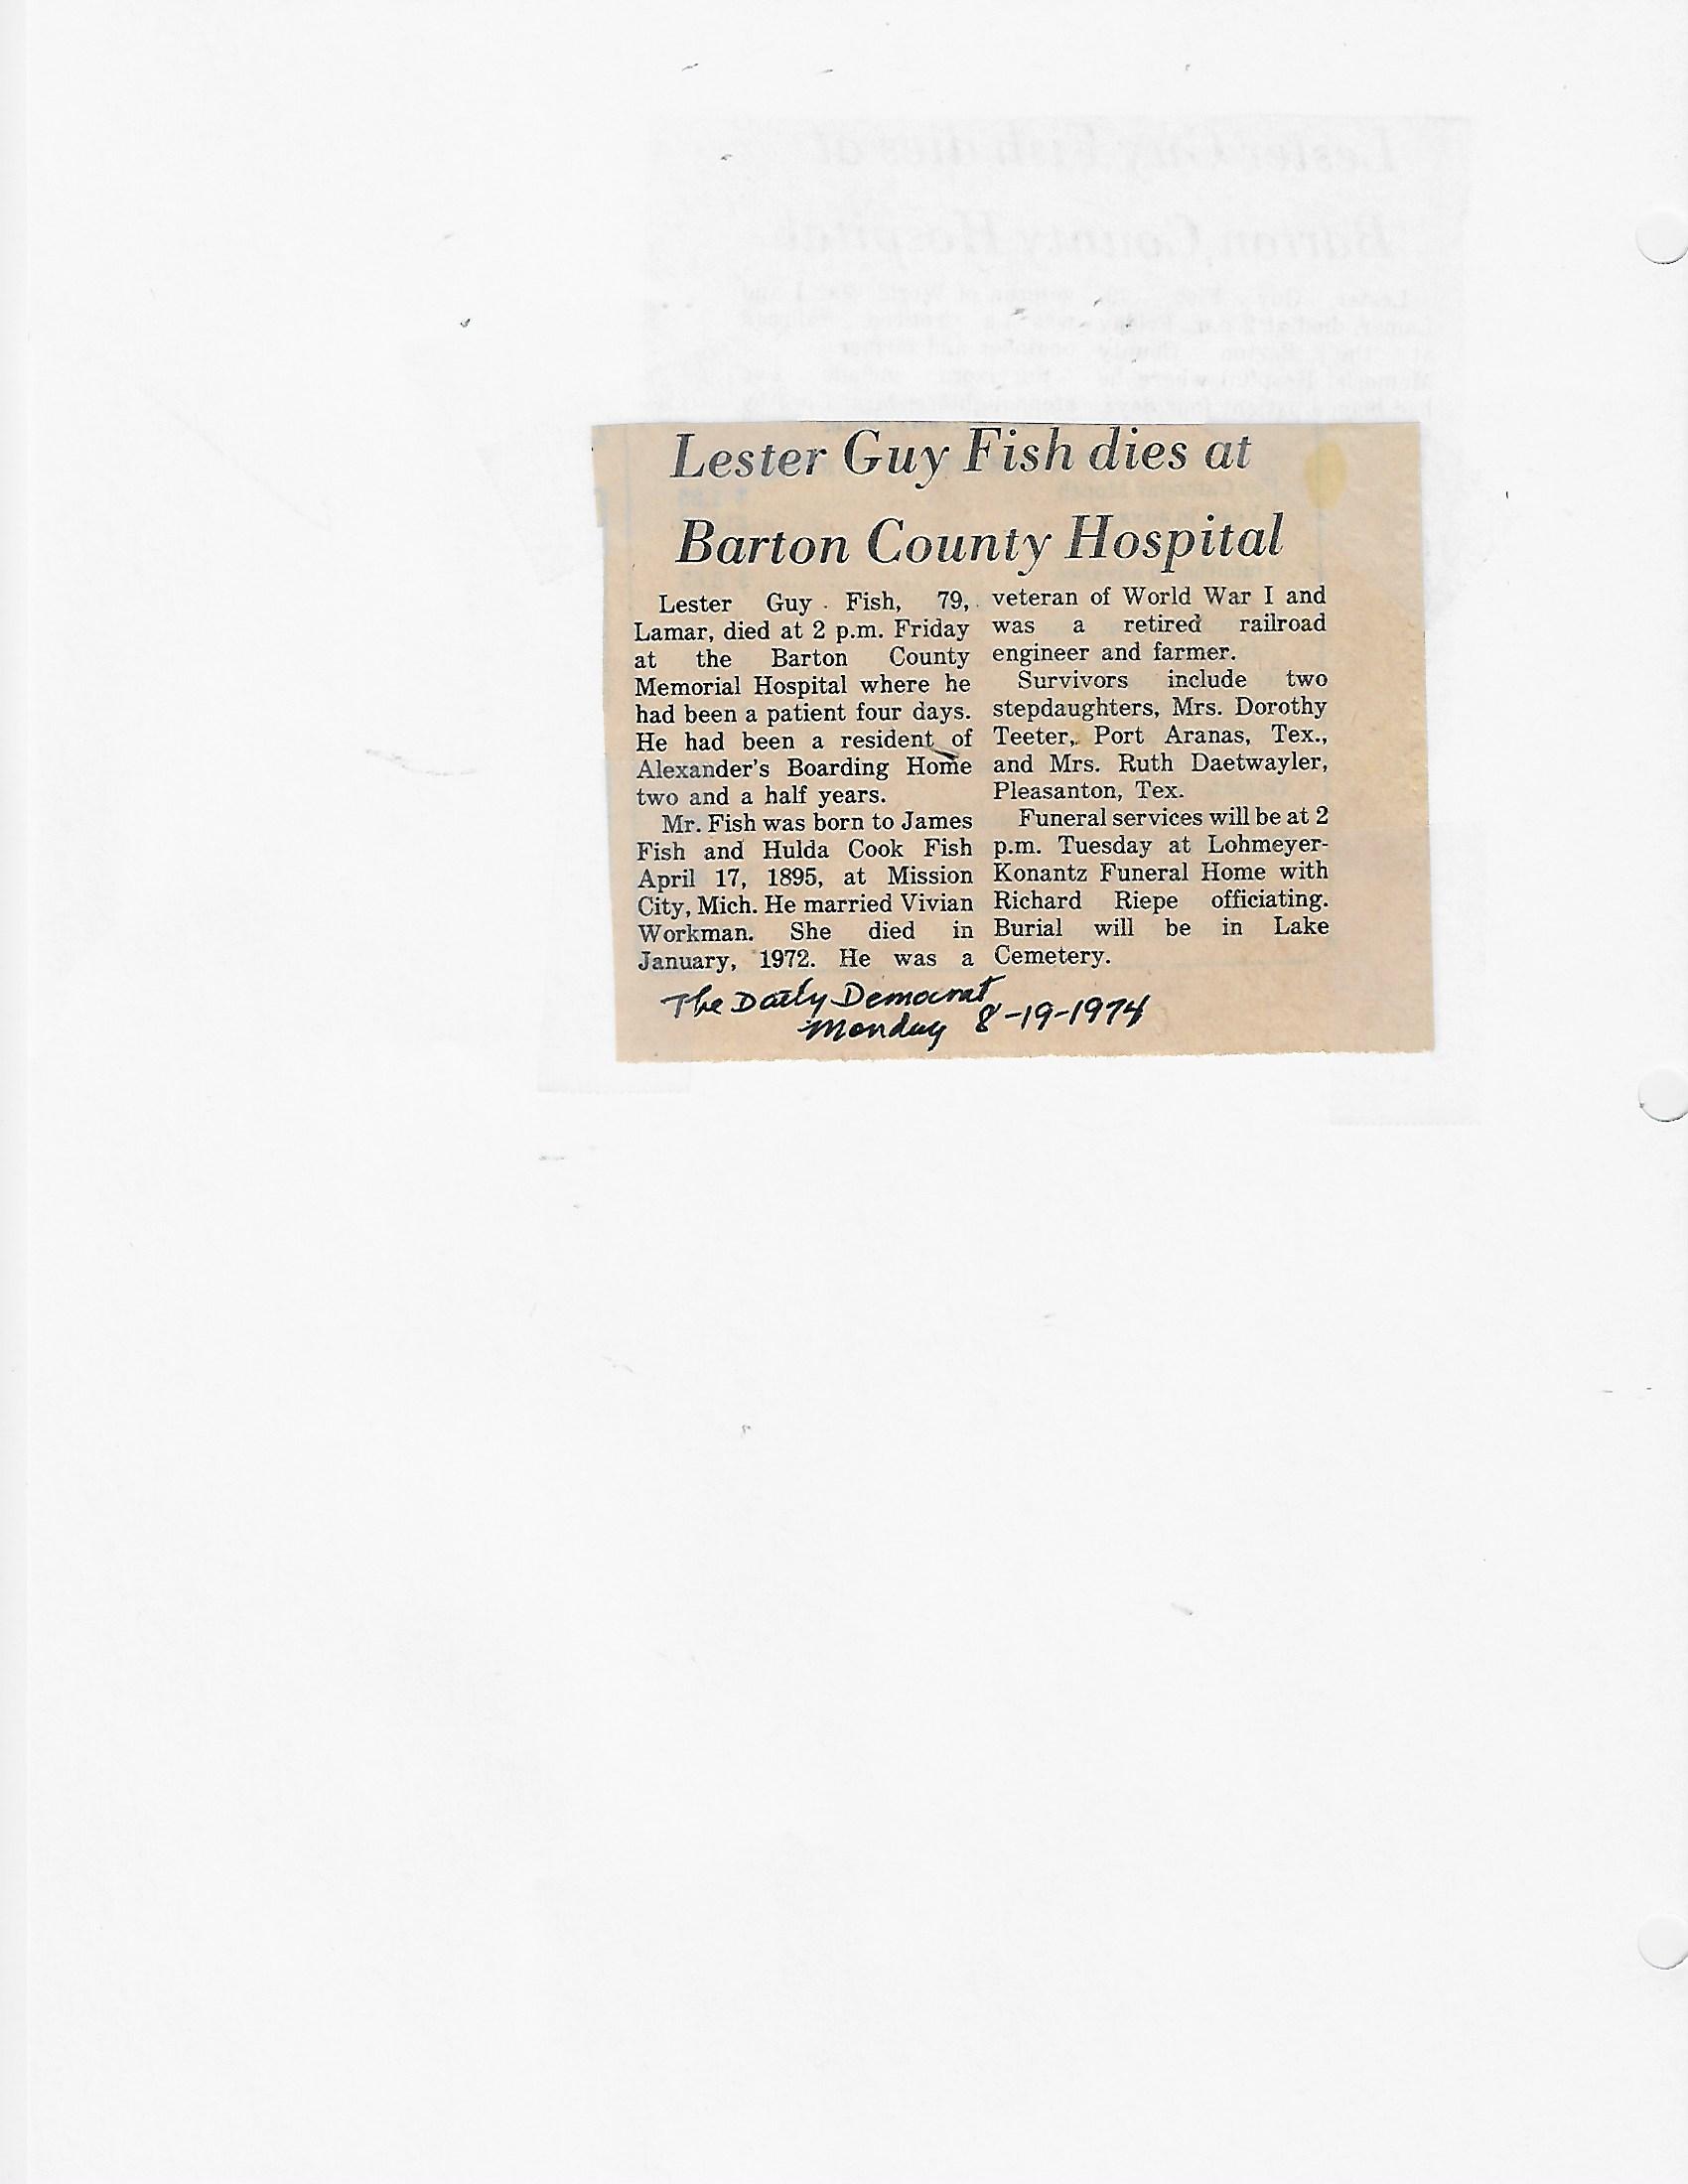 Lester Guy Fish dies at
Barton County Hospital
Lester Guy Fish, 79,
Lamar, died at 2 p.m. Friday
at the Barton County
Memorial Hospital where he
had been a patient four days.
He had been a resident of
Alexander's Boarding Home
two and a half years.
Mr. Fish was born to James
Fish and Hulda Cook Fish
April 17, 1895, at Mission
City, Mich. He married Vivian
Workman. She died in
January, 1972. He was a
veteran of World War I and
was a retired railroad
engineer and farmer.
Survivors include two
stepdaughters, Mrs. Dorothy
Teeter, Port Aranas, Tex.,
and Mrs. Ruth Daetwayler,
Pleasanton, Tex.
Funeral services will be at 2
p.m. Tuesday at Lohmeyer-
Konantz Funeral Home with
Richard Riepe officiating.
Burial will be in Lake
Cemetery.
The Daily Democrat,
Monday 8-19-1974